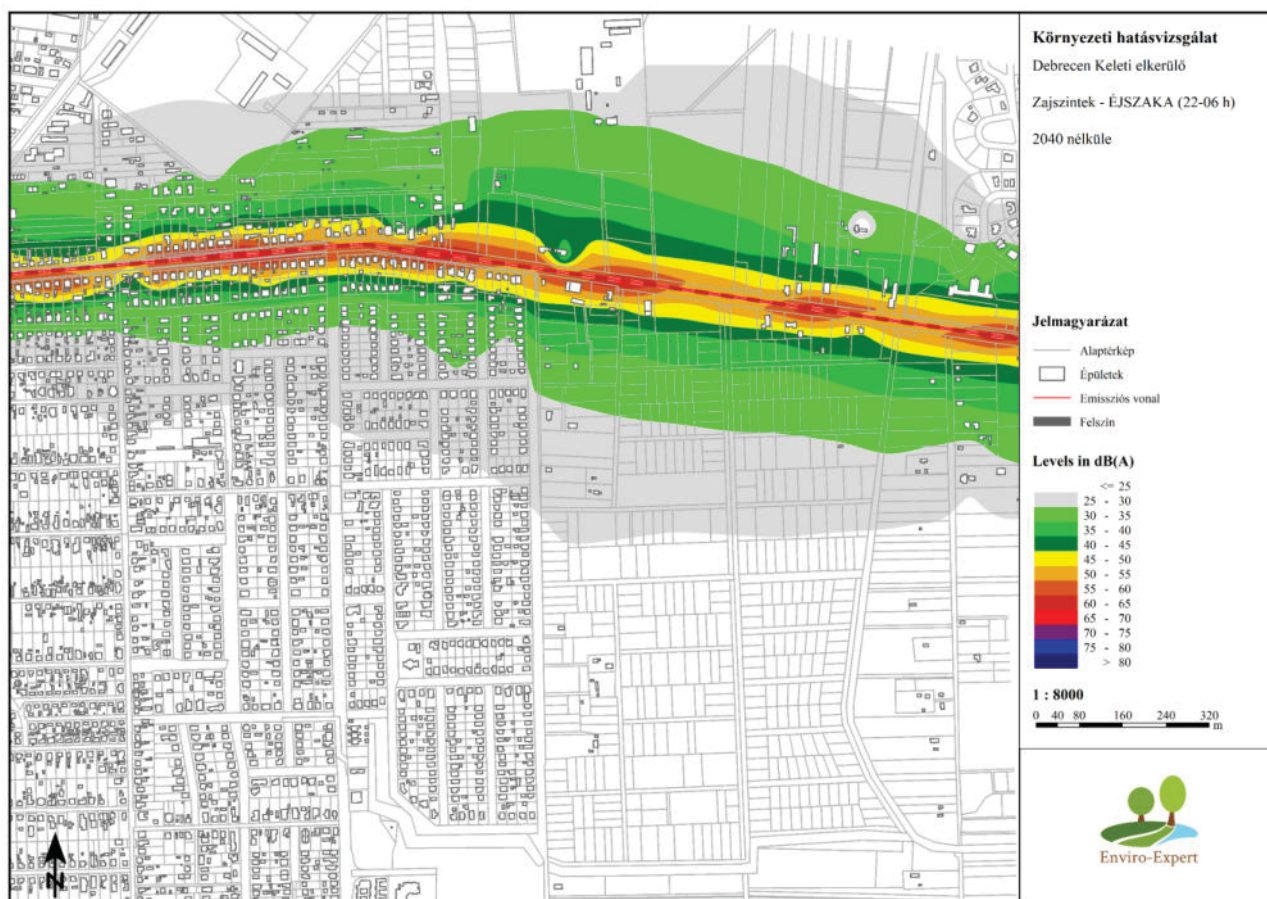 Környezeti hatásvizsgálat
Debrecen Keleti elkerülő
Zajszintek - ÉJSZAKA (22-06 h)
2040 nélküle
Jelmagyarázat
Alaptérkép
Épületek
Emissziós vonal
Felszín
Levels in dB(A)
<= 25
25 - 30
30 - 35
35 - 40
40 - 45
45 - 50
50 - 55
55 - 60
60 - 65
65 - 70
70 - 75
75 - 80
> 80
1 : 8000
0 40 80 160 240 320
m
N
Enviro-Expert